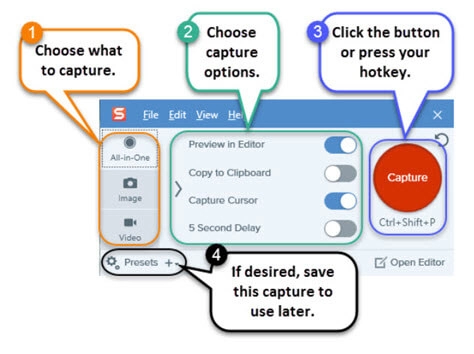 1
Choose what
to capture.
2
Choose
capture
options.
3
Click the button
or press your
hotkey.
S File Edit View He
All-in-One
Image
Video
Preview in Editor
Copy to Clipboard
Capture Cursor
5 Second Delay
Capture
Ctrl+Shift+P
Presets +
Open Editor
4
If desired, save
this capture to
use later.